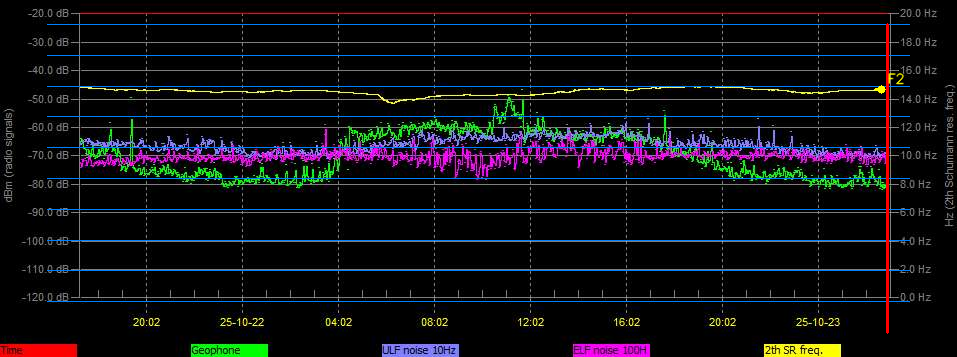 -20.0 dB 20.0 Hz
-30.0 dB 18.0 Hz
-40.0 dB 16.0 Hz
F2
-50.0 dB 14.0 Hz
-60.0 dB 12.0 Hz
-70.0 dB 10.0 Hz
-80.0 dB 8.0 Hz
-90.0 dB 6.0 Hz
-100.0 dB 4.0 Hz
-110.0 dB 2.0 Hz
-120.0 dB 0.0 Hz
dBm (radio signals)
Hz (2th Schumann res. freq.)
20:02 25-10-22 04:02 08:02 12:02 16:02 20:02 25-10-23
Time Geophone ULF noise 10Hz ELF noise 100H 2th SR freq.